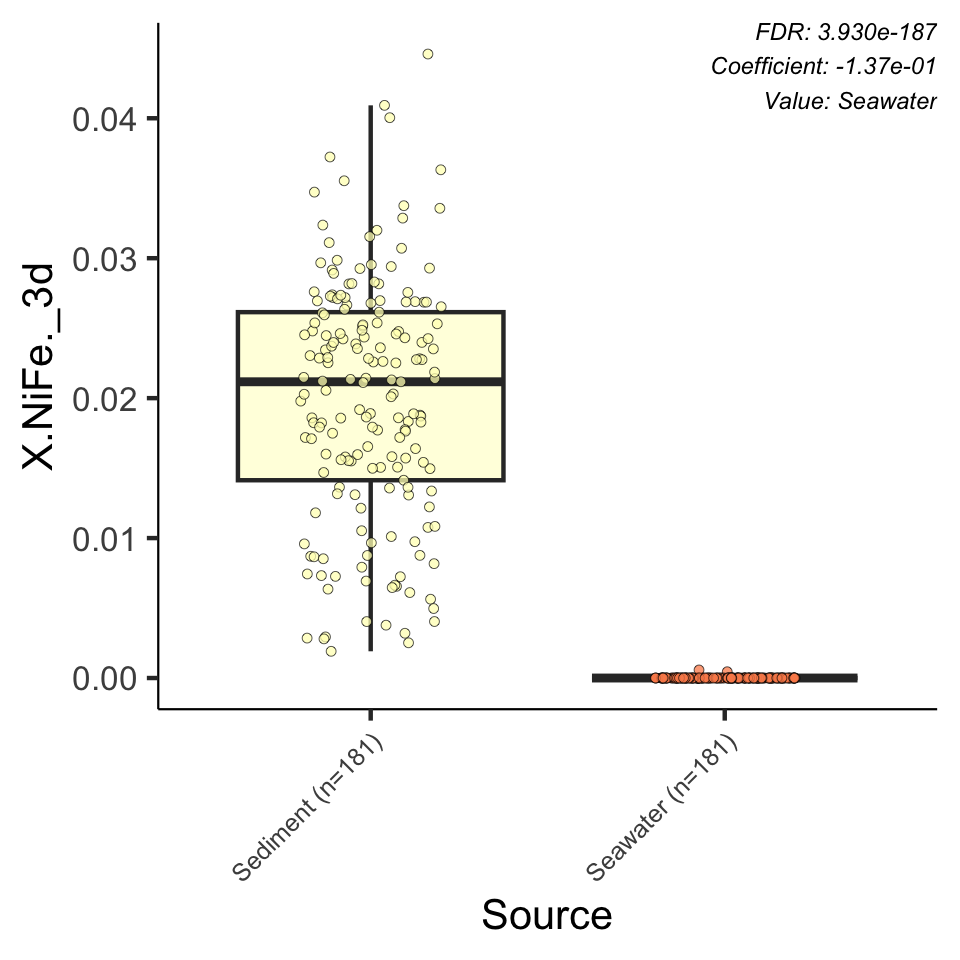 FDR: 3.930e-187
Coefficient: -1.37e-01
Value: Seawater
X.NiFe._3d
0.04
0.03
0.02
0.01
0.00
Sediment (n=181)
Seawater (n=181)
Source